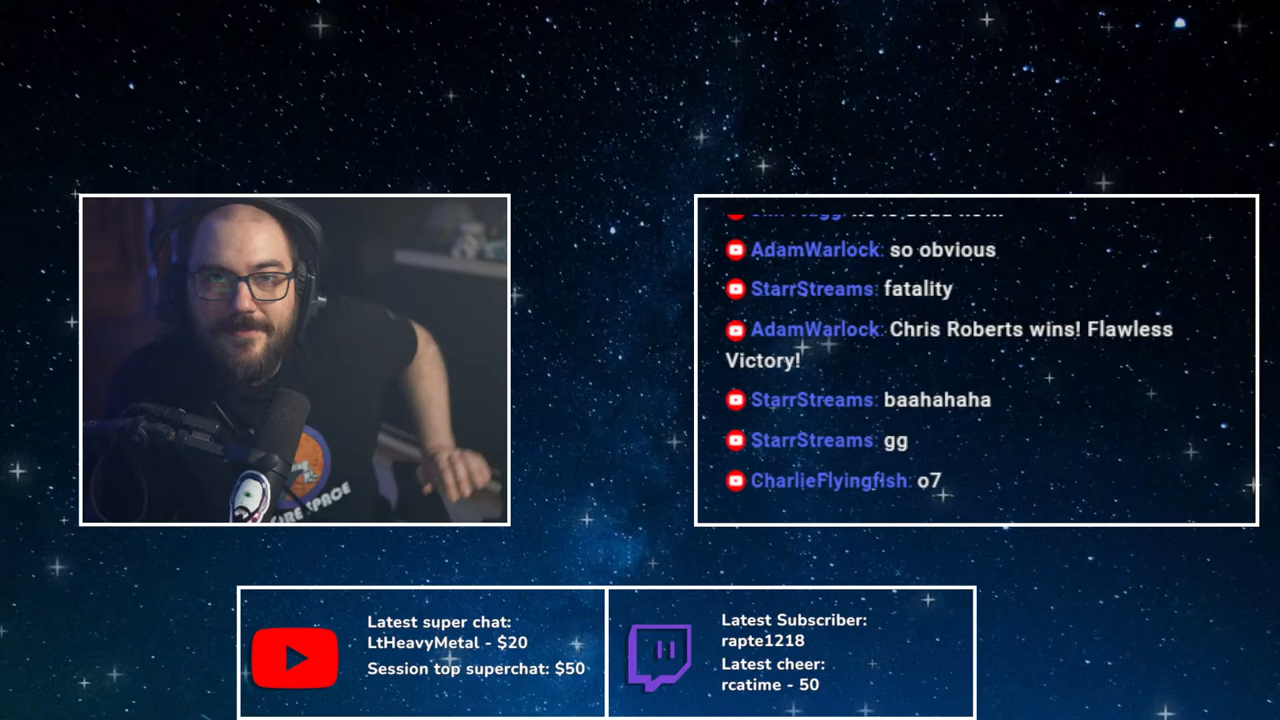 AdamWarlock: so obvious
StarrStreams: fatality
AdamWarlock: Chris Roberts wins! Flawless
Victory!
StarrStreams: baahahaha
StarrStreams: gg
CharlieFlyingfish: o7
SPACE
Latest super chat:
LtHeavyMetal - $20
Session top superchat: $50
Latest Subscriber:
rapte1218
Latest cheer:
rcatime - 50